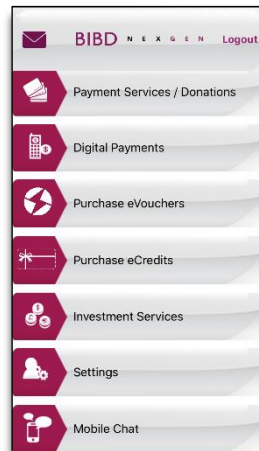 BIBD NEXGEN Logout
Payment Services / Donations
Digital Payments
Purchase eVouchers
Purchase eCredits
Investment Services
Settings
Mobile Chat